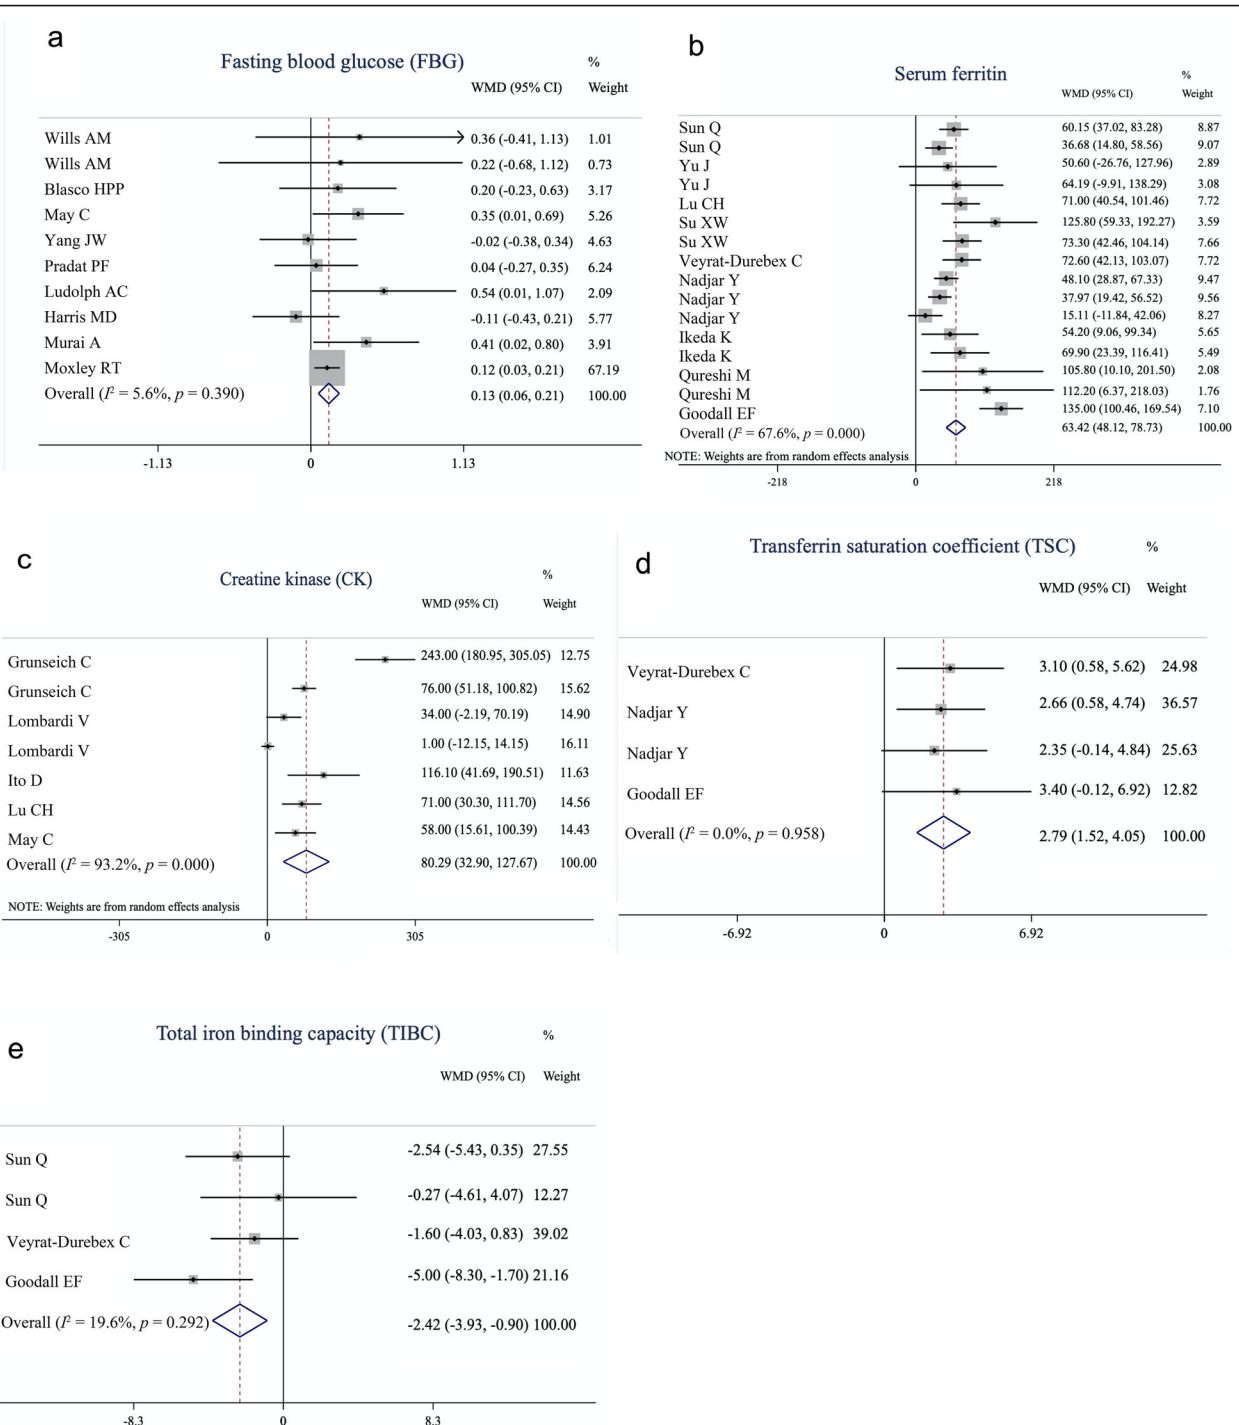 a
Fasting blood glucose (FBG)
%
WMD (95% CI) Weight
Wills AM 0.36 (-0.41, 1.13) 1.01
Wills AM 0.22 (-0.68, 1.12) 0.73
Blasco HPP 0.20 (-0.23, 0.63) 3.17
May C 0.35 (0.01, 0.69) 5.26
Yang JW -0.02 (-0.38, 0.34) 4.63
Pradat PF 0.04 (-0.27, 0.35) 6.24
Ludolph AC 0.54 (0.01, 1.07) 2.09
Harris MD -0.11 (-0.43, 0.21) 5.77
Murai A 0.41 (0.02, 0.80) 3.91
Moxley RT 0.12 (0.03, 0.21) 67.19
Overall (I² = 5.6%, p = 0.390) 0.13 (0.06, 0.21) 100.00
-1.13 0 1.13
b
Serum ferritin
%
WMD (95% CI) Weight
Sun Q 60.15 (37.02, 83.28) 8.87
Sun Q 36.68 (14.80, 58.56) 9.07
Yu J 50.60 (-26.76, 127.96) 2.89
Yu J 64.19 (-9.91, 138.29) 3.08
Lu CH 71.00 (40.54, 101.46) 7.72
Su XW 125.80 (59.33, 192.27) 3.59
Su XW 73.30 (42.46, 104.14) 7.66
Veyrat-Durebex C 72.60 (42.13, 103.07) 7.72
Nadjar Y 48.10 (28.87, 67.33) 9.47
Nadjar Y 37.97 (19.42, 56.52) 9.56
Nadjar Y 15.11 (-11.84, 42.06) 8.27
Ikeda K 54.20 (9.06, 99.34) 5.65
Ikeda K 69.90 (23.39, 116.41) 5.49
Qureshi M 105.80 (10.10, 201.50) 2.08
Qureshi M 112.20 (6.37, 218.03) 1.76
Goodall EF 135.00 (100.46, 169.54) 7.10
Overall (I² = 67.6%, p = 0.000) 63.42 (48.12, 78.73) 100.00
NOTE: Weights are from random effects analysis
-218 0 218
c
Creatine kinase (CK)
%
WMD (95% CI) Weight
Grunseich C 243.00 (180.95, 305.05) 12.75
Grunseich C 76.00 (51.18, 100.82) 15.62
Lombardi V 34.00 (-2.19, 70.19) 14.90
Lombardi V 1.00 (-12.15, 14.15) 16.11
Ito D 116.10 (41.69, 190.51) 11.63
Lu CH 71.00 (30.30, 111.70) 14.56
May C 58.00 (15.61, 100.39) 14.43
Overall (I² = 93.2%, p = 0.000) 80.29 (32.90, 127.67) 100.00
NOTE: Weights are from random effects analysis
-305 0 305
d
Transferrin saturation coefficient (TSC)
%
WMD (95% CI) Weight
Veyrat-Durebex C 3.10 (0.58, 5.62) 24.98
Nadjar Y 2.66 (0.58, 4.74) 36.57
Nadjar Y 2.35 (-0.14, 4.84) 25.63
Goodall EF 3.40 (-0.12, 6.92) 12.82
Overall (I² = 0.0%, p = 0.958) 2.79 (1.52, 4.05) 100.00
-6.92 0 6.92
e
Total iron binding capacity (TIBC)
%
WMD (95% CI) Weight
Sun Q -2.54 (-5.43, 0.35) 27.55
Sun Q -0.27 (-4.61, 4.07) 12.27
Veyrat-Durebex C -1.60 (-4.03, 0.83) 39.02
Goodall EF -5.00 (-8.30, -1.70) 21.16
Overall (I² = 19.6%, p = 0.292) -2.42 (-3.93, -0.90) 100.00
-8.3 0 8.3